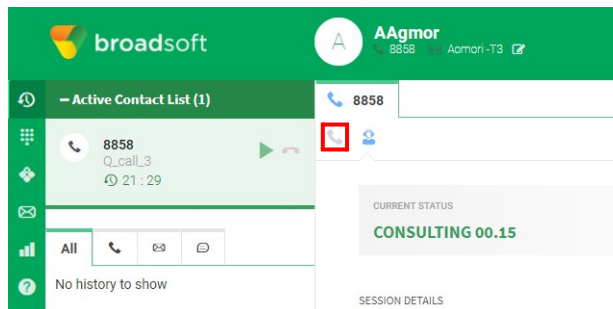 broadsoft
A
AAgmor
8858 Aomori -T3
– Active Contact List (1)
8858
Q_call_3
21 : 29
All
No history to show
8858
CURRENT STATUS
CONSULTING 00.15
SESSION DETAILS